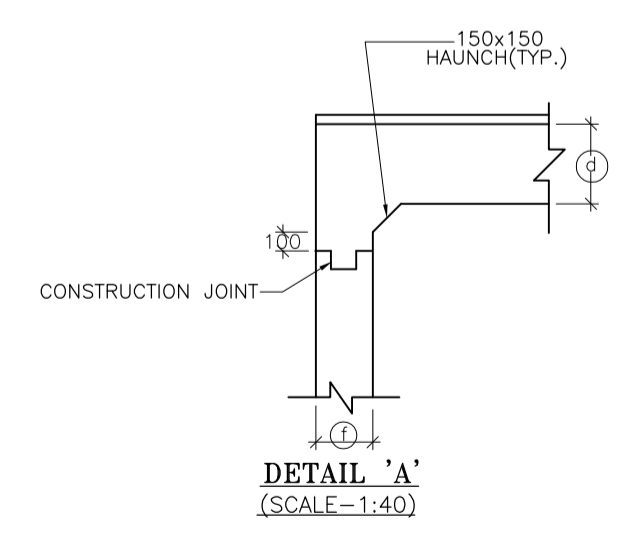 150x150
HAUNCH(TYP.)
d
100
CONSTRUCTION JOINT
f
DETAIL 'A'
(SCALE-1:40)